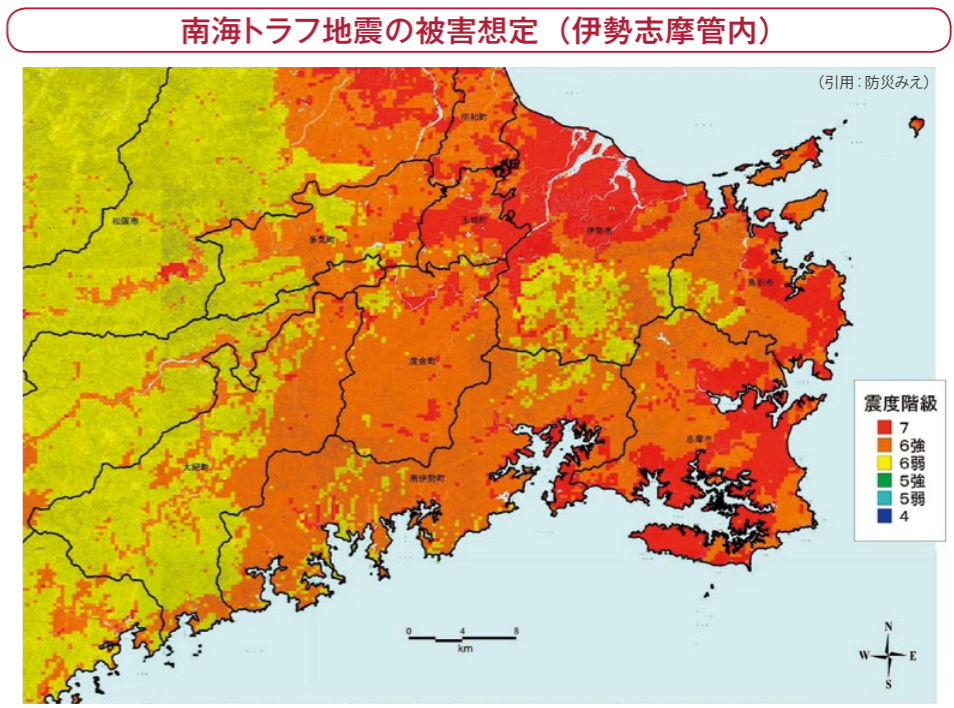 南海トラフ地震の被害想定（伊勢志摩管内）
（引用：防災みえ）
明和町
松阪市
多気町
玉城町
伊勢市
鳥羽市
度会町
志摩市
大紀町
南伊勢町
震度階級
7
6強
6弱
5強
5弱
4
0 4 8
km
N
W E
S